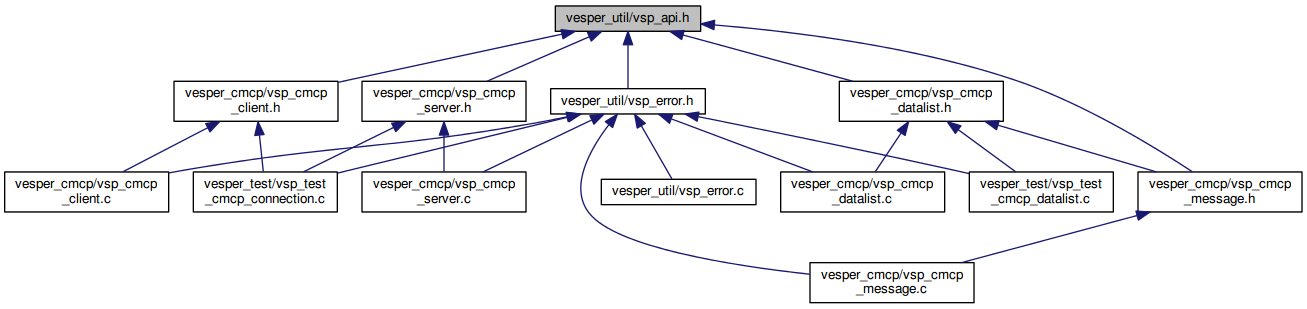 vesper_util/vsp_api.h
vesper_cmcp/vsp_cmcp
_client.h
vesper_cmcp/vsp_cmcp
_server.h
vesper_util/vsp_error.h
vesper_cmcp/vsp_cmcp
_datalist.h
vesper_cmcp/vsp_cmcp
_client.c
vesper_test/vsp_test
_cmcp_connection.c
vesper_cmcp/vsp_cmcp
_server.c
vesper_util/vsp_error.c
vesper_cmcp/vsp_cmcp
_datalist.c
vesper_test/vsp_test
_cmcp_datalist.c
vesper_cmcp/vsp_cmcp
_message.h
vesper_cmcp/vsp_cmcp
_message.c